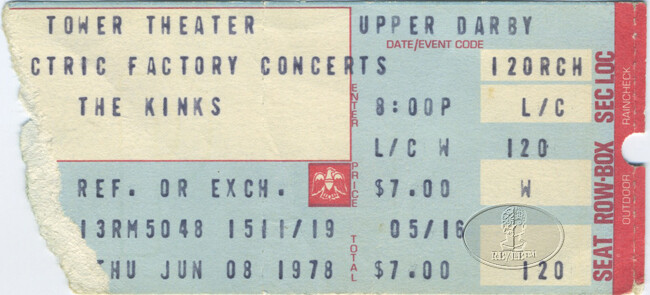 TOWER THEATER UPPER DARBY
DATE/EVENT CODE
CTRIC FACTORY CONCERTS 120RCH
THE KINKS 8:00P L/C
L/C W 120
REF. OR EXCH. $7.00 W
13RM5048 1511/19 05/16
THU JUN 08 1978 $7.00 120
ENTER
PRICE
TOTAL
SEAT ROW-BOX SEC LOC
OUTDOOR RAINCHECK